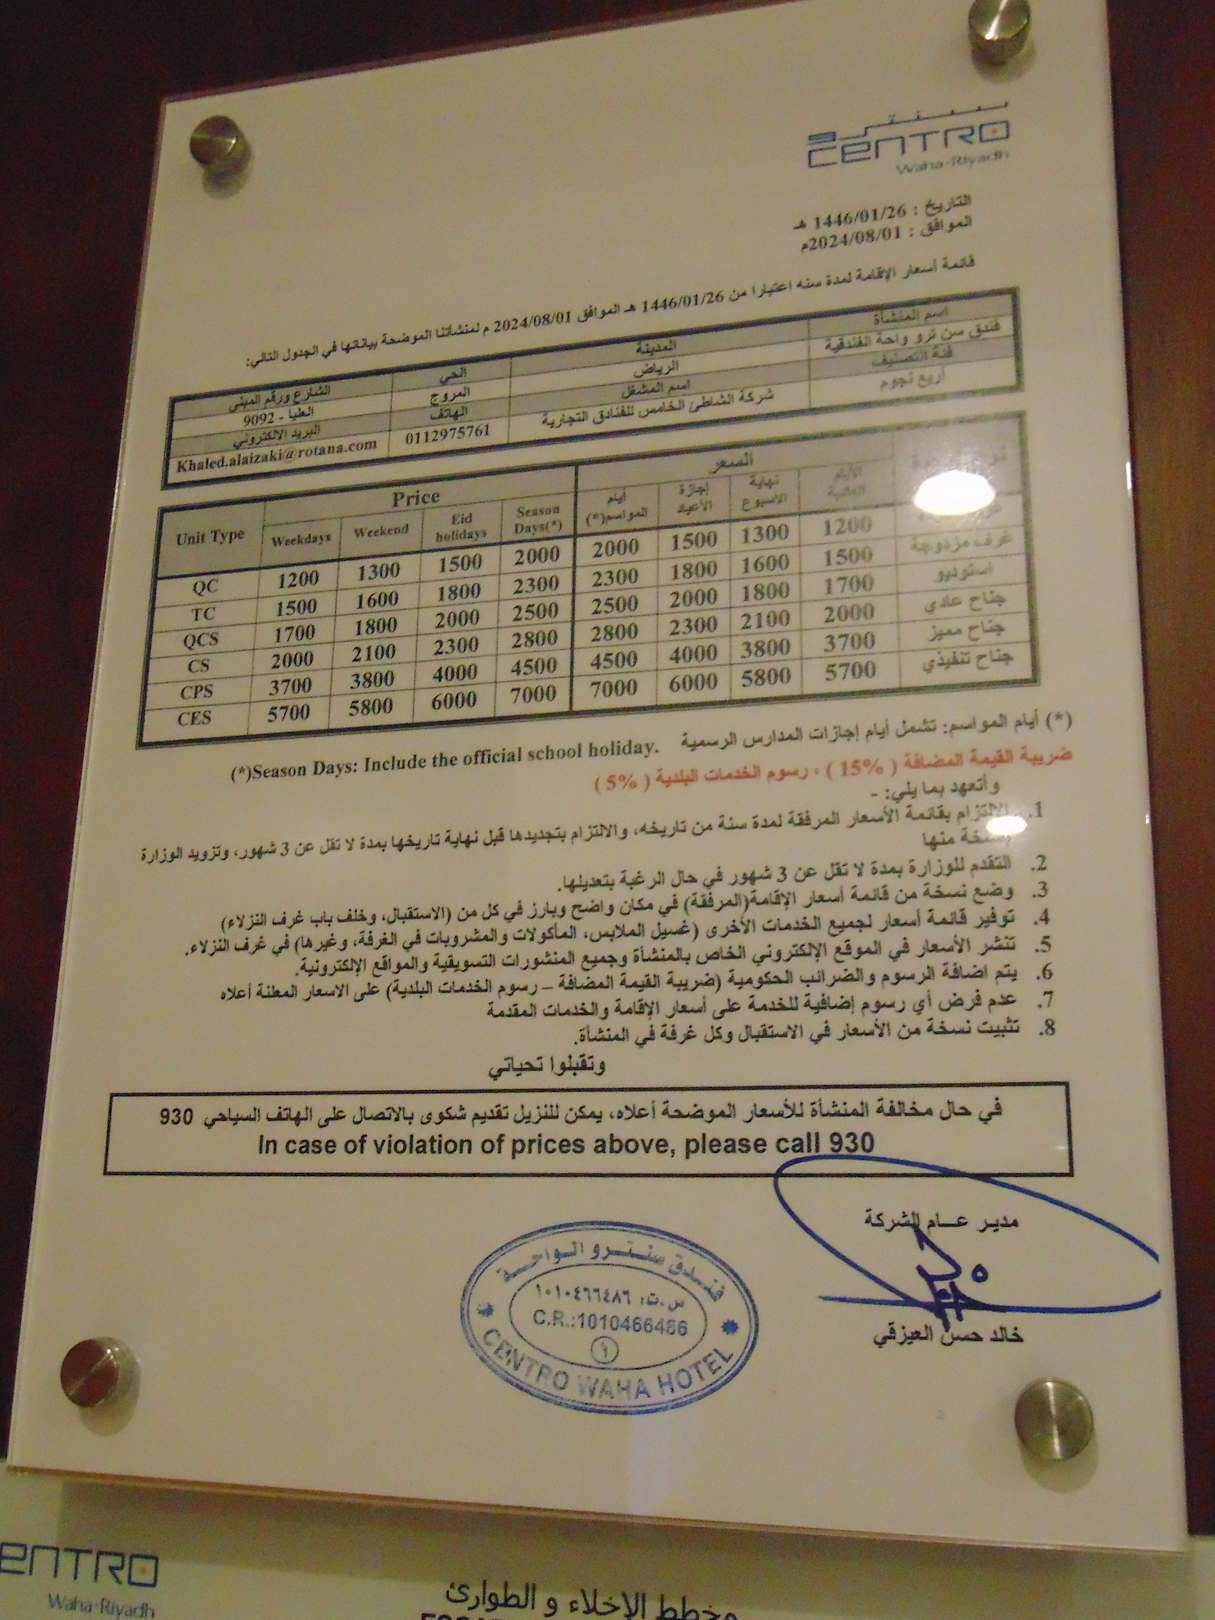 سنترو
CENTRO
Waha-Riyadh
التاريخ : 1446/01/26 هـ
الموافق : 2024/08/01م
قائمة أسعار الإقامة لمدة سنه اعتبارا من 1446/01/26 هـ الموافق 2024/08/01 م لمنشأتنا الموضحة بياناتها في الجدول التالي:
اسم المنشأة المدينة الحي الشارع ورقم المبنى
فندق سن ترو واحة الفندقية الرياض المروج العليا - 9092
فئة التصنيف اسم المشغل الهاتف البريد الالكتروني
أربع نجوم شركة الشاطئ الخامس للفنادق التجارية 0112975761 Khaled.alaizaki@rotana.com
Unit Type Price السعر
Weekdays Weekend Eid holidays Season Days(*) أيام المواسم(*) إجازة الأعياد نهاية الاسبوع الأيام
QC 1200 1300 1500 2000 2000 1500 1300 1200
TC 1500 1600 1800 2300 2300 1800 1600 1500 غرف مزدوجة
QCS 1700 1800 2000 2500 2500 2000 1800 1700 استوديو
CS 2000 2100 2300 2800 2800 2300 2100 2000 جناح عادي
CPS 3700 3800 4000 4500 4500 4000 3800 3700 جناح مميز
CES 5700 5800 6000 7000 7000 6000 5800 5700 جناح تنفيذي
(*) أيام المواسم: تشمل أيام إجازات المدارس الرسمية (*)Season Days: Include the official school holiday.
ضريبة القيمة المضافة ( 15% ) ، رسوم الخدمات البلدية ( 5% )
وأتعهد بما يلي: -
1. الالتزام بقائمة الأسعار المرفقة لمدة سنة من تاريخه، والالتزام بتجديدها قبل نهاية تاريخها بمدة لا تقل عن 3 شهور، وتزويد الوزارة
بنسخة منها
2. التقدم للوزارة بمدة لا تقل عن 3 شهور في حال الرغبة بتعديلها.
3. وضع نسخة من قائمة أسعار الإقامة(المرفقة) في مكان واضح وبارز في كل من (الاستقبال، وخلف باب غرف النزلاء)
4. توفير قائمة أسعار لجميع الخدمات الأخرى (غسيل الملابس، المأكولات والمشروبات في الغرفة، وغيرها) في غرف النزلاء.
5. تنشر الأسعار في الموقع الإلكتروني الخاص بالمنشأة وجميع المنشورات التسويقية والمواقع الإلكترونية.
6. يتم اضافة الرسوم والضرائب الحكومية (ضريبة القيمة المضافة – رسوم الخدمات البلدية) على الاسعار المعلنة أعلاه
7. عدم فرض أي رسوم إضافية للخدمة على أسعار الإقامة والخدمات المقدمة
8. تثبيت نسخة من الأسعار في الاستقبال وكل غرفة في المنشأة.
وتقبلوا تحياتي
في حال مخالفة المنشأة للأسعار الموضحة أعلاه، يمكن للنزيل تقديم شكوى بالاتصال على الهاتف السياحي 930
In case of violation of prices above, please call 930
مدير عـــام الشركة
خالد حسن العيزقي
فندق سنترو الواحة
س.ت: ١٠١٠٤٦٦٤٨٦
C.R.:1010466486
CENTRO WAHA HOTEL
ENTRO
Waha-Riyadh
مخطط الإخلاء و الطوارئ